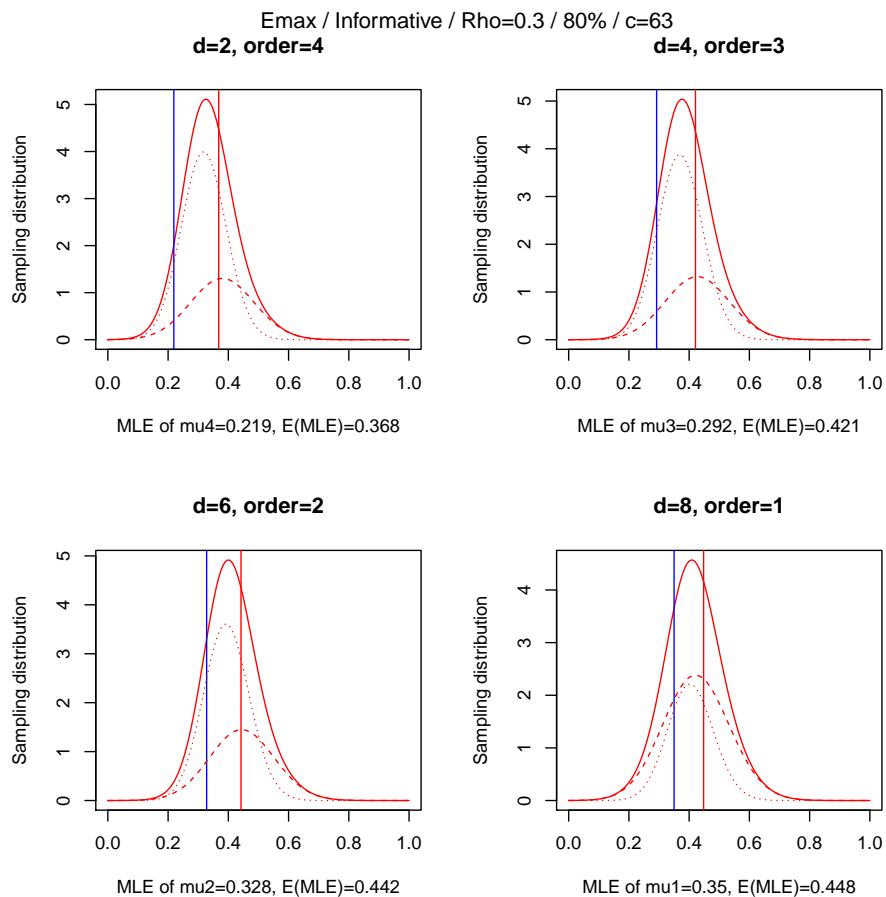 Emax / Informative / Rho=0.3 / 80% / c=63
d=2, order=4
Sampling distribution
5
4
3
2
1
0
0.0 0.2 0.4 0.6 0.8 1.0
MLE of mu4=0.219, E(MLE)=0.368
d=4, order=3
Sampling distribution
5
4
3
2
1
0
0.0 0.2 0.4 0.6 0.8 1.0
MLE of mu3=0.292, E(MLE)=0.421
d=6, order=2
Sampling distribution
5
4
3
2
1
0
0.0 0.2 0.4 0.6 0.8 1.0
MLE of mu2=0.328, E(MLE)=0.442
d=8, order=1
Sampling distribution
4
3
2
1
0
0.0 0.2 0.4 0.6 0.8 1.0
MLE of mu1=0.35, E(MLE)=0.448